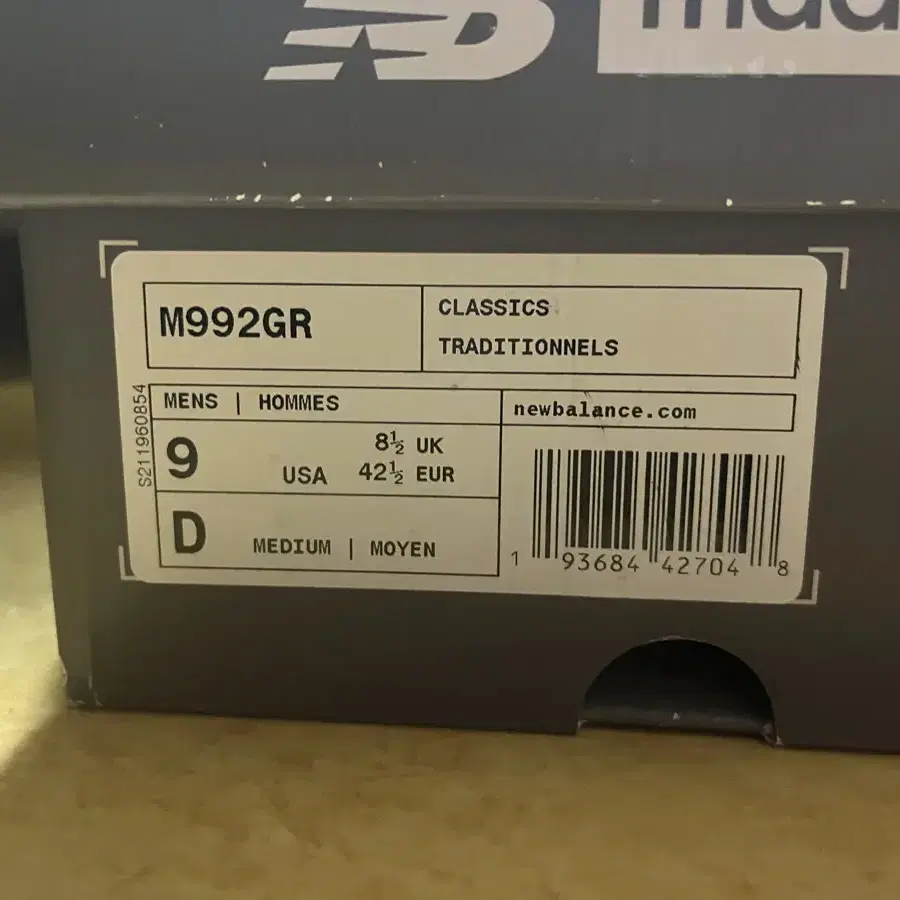 M992GR
CLASSICS
TRADITIONNELS
S211960854
MENS | HOMMES
newbalance.com
9
USA
8½ UK
42½ EUR
D
MEDIUM | MOYEN
1 93684 42704 8